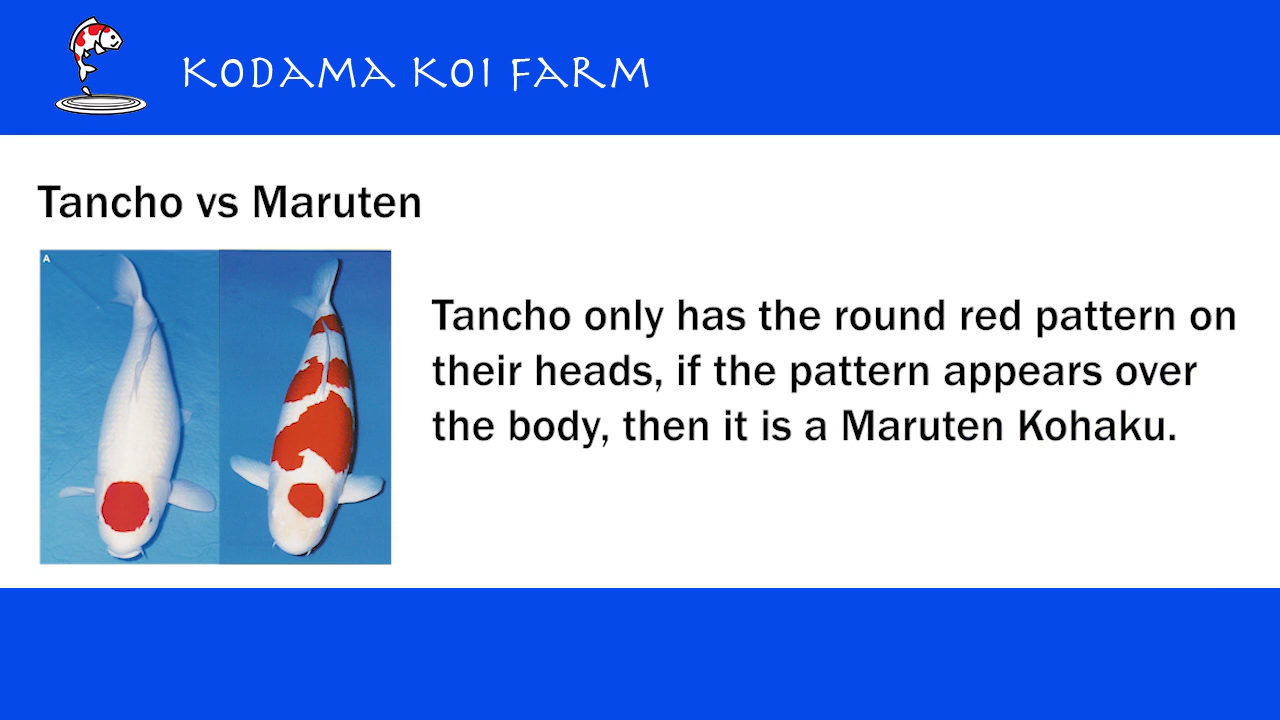 KODAMA KOI FARM
Tancho vs Maruten
A
Tancho only has the round red pattern on
their heads, if the pattern appears over
the body, then it is a Maruten Kohaku.